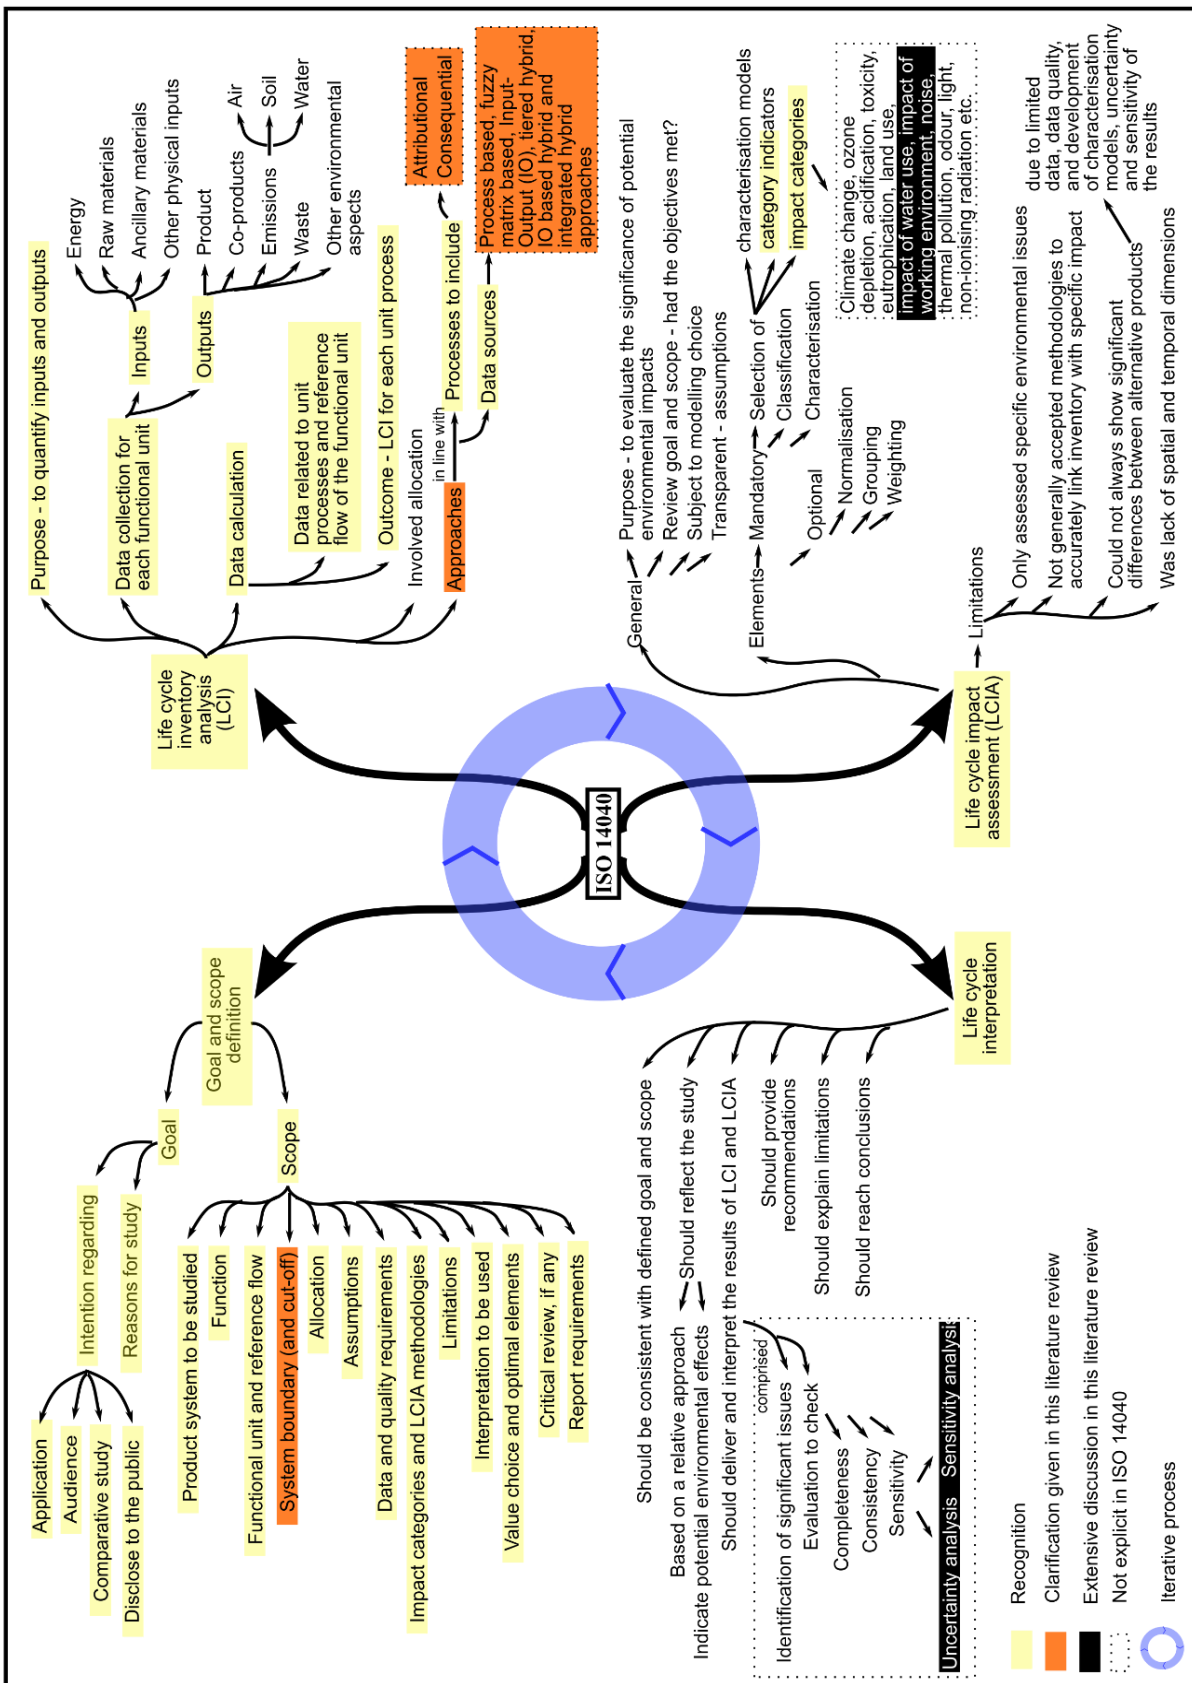 Application
Audience
Comparative study
Disclose to the public
Intention regarding
Reasons for study
Goal
Goal and scope
definition
Scope
Product system to be studied
Function
Functional unit and reference flow
System boundary (and cut-off)
Allocation
Assumptions
Data and quality requirements
Impact categories and LCIA methodologies
Limitations
Interpretation to be used
Value choice and optimal elements
Critical review, if any
Report requirements
ISO 14040
Life cycle
inventory
analysis
(LCI)
Purpose - to quantify inputs and outputs
Data collection for
each functional unit
Inputs
Energy
Raw materials
Ancillary materials
Other physical inputs
Outputs
Product
Co-products
Emissions
Air
Soil
Water
Waste
Other environmental
aspects
Data calculation
Data related to unit
processes and reference
flow of the functional unit
Outcome - LCI for each unit process
Involved allocation
Approaches
in line with
Processes to include
Attributional
Consequential
Data sources
Process based, fuzzy
matrix based, Input-
Output (IO), tiered hybrid,
IO based hybrid and
integrated hybrid
approaches
Life cycle impact
assessment (LCIA)
General
Purpose - to evaluate the significance of potential
environmental impacts
Review goal and scope - had the objectives met?
Subject to modelling choice
Transparent - assumptions
Elements
Mandatory
Selection of
characterisation models
category indicators
impact categories
Classification
Characterisation
Optional
Normalisation
Grouping
Weighting
Climate change, ozone
depletion, acidification, toxicity,
eutrophication, land use,
impact of water use, impact of
working environment, noise,
thermal pollution, odour, light,
non-ionising radiation etc.
Limitations
Only assessed specific environmental issues
Not generally accepted methodologies to
accurately link inventory with specific impact
Could not always show significant
differences between alternative products
Was lack of spatial and temporal dimensions
due to limited
data, data quality,
and development
of characterisation
models, uncertainty
and sensitivity of
the results
Life cycle
interpretation
Should be consistent with defined goal and scope
Should reflect the study
Based on a relative approach
Indicate potential environmental effects
Should deliver and interpret the results of LCI and LCIA
comprised
Identification of significant issues
Evaluation to check
Completeness
Consistency
Sensitivity
Uncertainty analysis
Sensitivity analysis
Should provide
recommendations
Should explain limitations
Should reach conclusions
Recognition
Clarification given in this literature review
Extensive discussion in this literature review
Not explicit in ISO 14040
Iterative process